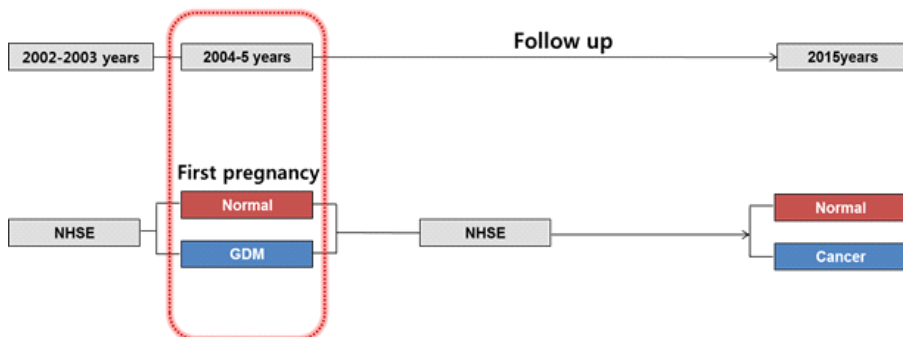 2002-2003 years
2004-5 years
Follow up
2015years
First pregnancy
Normal
GDM
NHSE
NHSE
Normal
Cancer